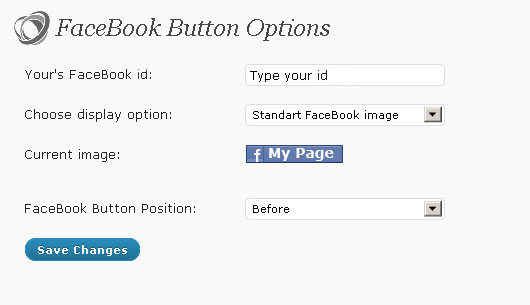 FaceBook Button Options
Your's FaceBook id: Type your id
Choose display option: Standart FaceBook image
Current image: f My Page
FaceBook Button Position: Before
Save Changes